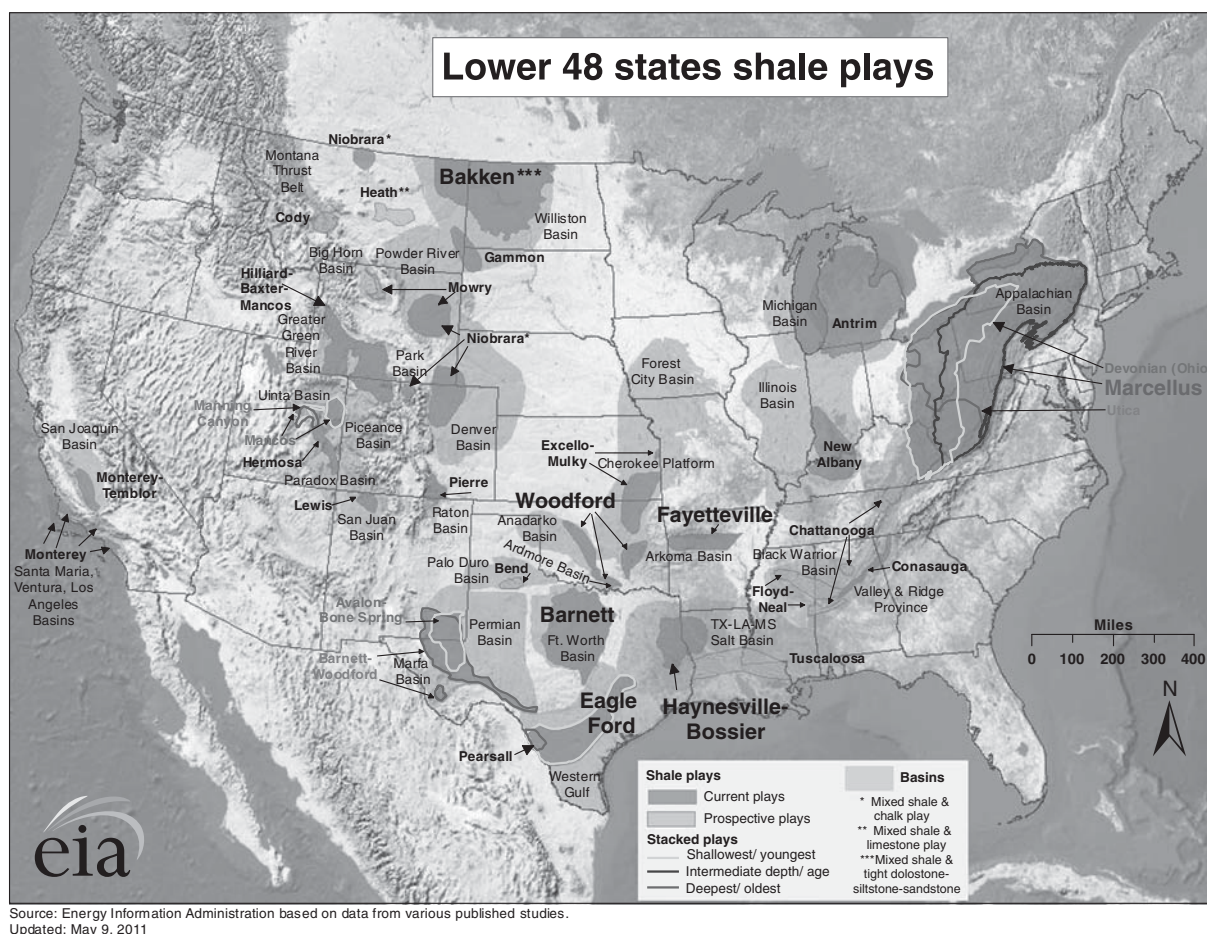 Lower 48 states shale plays
Niobrara*
Montana
Thrust
Belt
Bakken***
Heath**
Cody
Williston
Basin
Big Horn
Basin
Powder River
Basin
Gammon
Hilliard-
Baxter-
Mancos
Mowry
Greater
Green
River
Basin
Niobrara*
Park
Basin
Michigan
Basin
Antrim
Appalachian
Basin
Forest
City Basin
Illinois
Basin
Devonian (Ohio
Marcellus
Utica
Uinta Basin
Manning
Canyon
Mancos
Piceance
Basin
Denver
Basin
San Joaquin
Basin
Hermosa
Excello-
Mulky
Cherokee Platform
New
Albany
Monterey-
Temblor
Paradox Basin
Pierre
Lewis
San Juan
Basin
Raton
Basin
Woodford
Anadarko
Basin
Fayetteville
Chattanooga
Monterey
Santa Maria,
Ventura, Los
Angeles
Basins
Palo Duro
Basin
Bend
Ardmore Basin
Arkoma Basin
Black Warrior
Basin
Conasauga
Floyd-
Neal
Valley & Ridge
Province
Avalon-
Bone Spring
Permian
Basin
Barnett
Ft. Worth
Basin
TX-LA-MS
Salt Basin
Barnett-
Woodford
Marfa
Basin
Tuscaloosa
Eagle
Ford
Haynesville-
Bossier
Pearsall
Western
Gulf
Miles
0 100 200 300 400
N
Shale plays
Current plays
Prospective plays
Stacked plays
Shallowest/ youngest
Intermediate depth/ age
Deepest/ oldest
Basins
* Mixed shale &
chalk play
** Mixed shale &
limestone play
***Mixed shale &
tight dolostone-
siltstone-sandstone
eia
Source: Energy Information Administration based on data from various published studies.
Updated: May 9, 2011